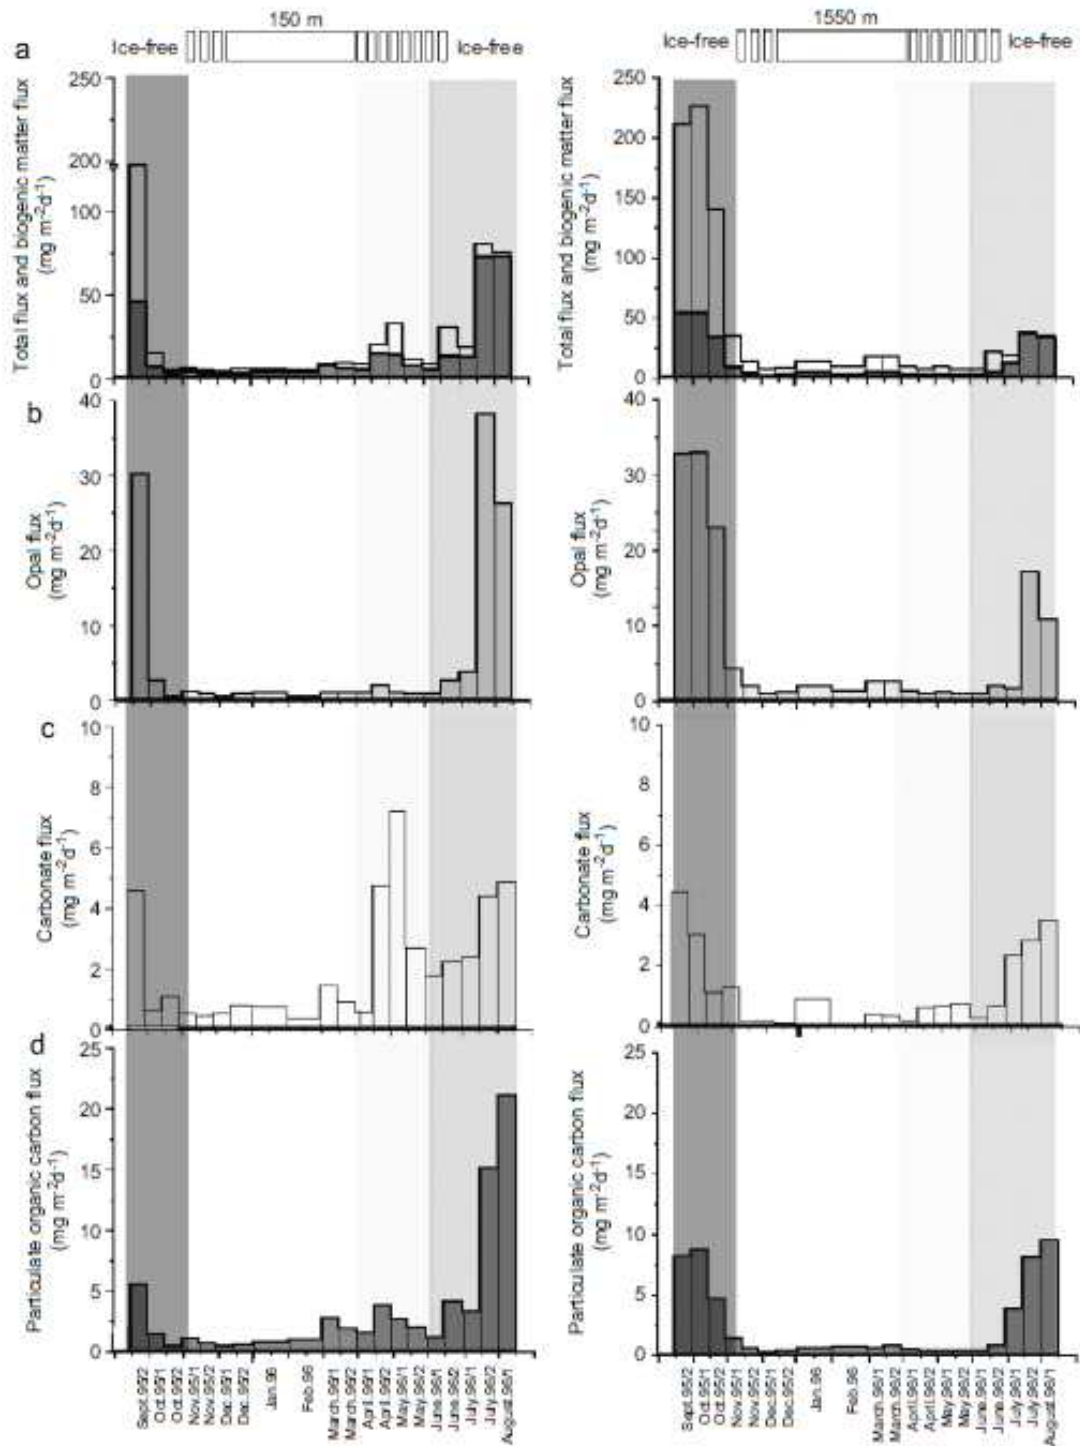 150 m
1550 m
a
Ice-free
Ice-free
Ice-free
Ice-free
Total flux and biogenic matter flux
(mg m⁻²d⁻¹)
250
200
100
50
0
Total flux and biogenic matter flux
(mg m⁻²d⁻¹)
250
200
150
100
50
0
b
Opal flux
(mg m⁻²d⁻¹)
40
30
20
10
0
Opal flux
(mg m⁻²d⁻¹)
40
30
20
10
0
c
Carbonate flux
(mg m⁻²d⁻¹)
10
8
6
4
2
0
Carbonate flux
(mg m⁻²d⁻¹)
10
8
6
4
2
0
d
Particulate organic carbon flux
(mg m⁻²d⁻¹)
25
20
15
10
5
0
Particulate organic carbon flux
(mg m⁻²d⁻¹)
25
20
15
10
5
0
Sept.95/2
Oct.95/1
Oct.95/2
Nov.95/1
Nov.95/2
Dec.95/1
Dec.95/2
Jan.96
Feb.96
March.96/1
March.96/2
April.96/1
April.96/2
May.96/1
May.96/2
June.96/1
June.96/2
July.96/1
July.96/2
August.96/1
Sept.95/2
Oct.95/1
Oct.95/2
Nov.95/1
Nov.95/2
Dec.95/1
Dec.95/2
Jan.96
Feb.96
March.96/1
March.96/2
April.96/1
April.96/2
May.96/1
May.96/2
June.96/1
June.96/2
July.96/1
July.96/2
August.96/1